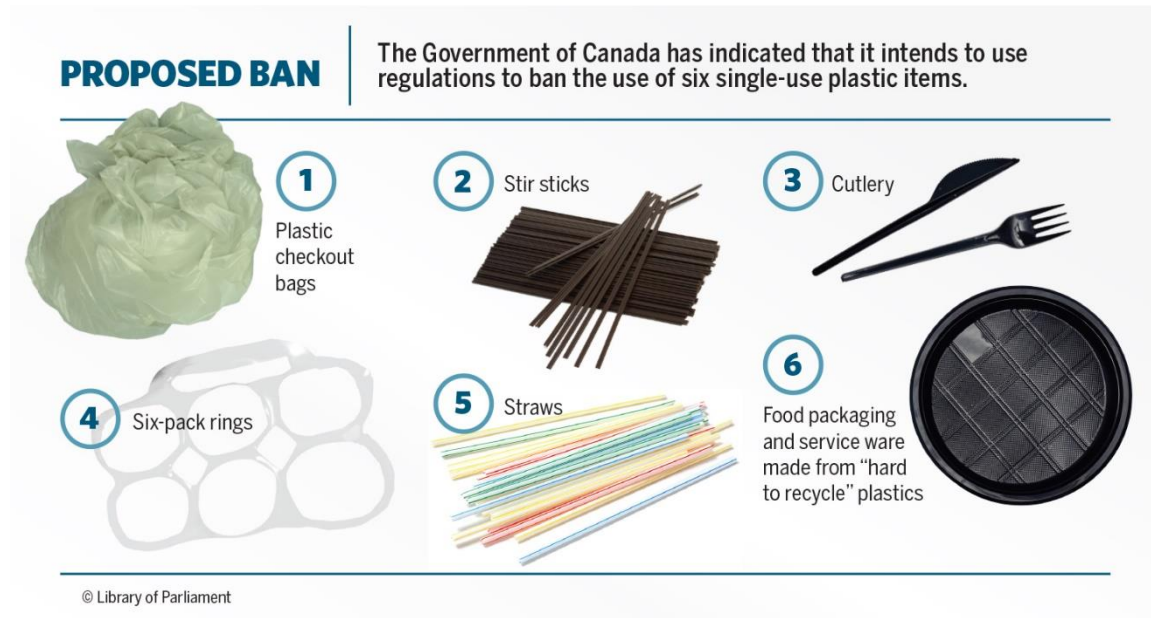 PROPOSED BAN
The Government of Canada has indicated that it intends to use
regulations to ban the use of six single-use plastic items.
1
Plastic
checkout
bags
2
Stir sticks
3
Cutlery
4
Six-pack rings
5
Straws
6
Food packaging
and service ware
made from “hard
to recycle” plastics
© Library of Parliament